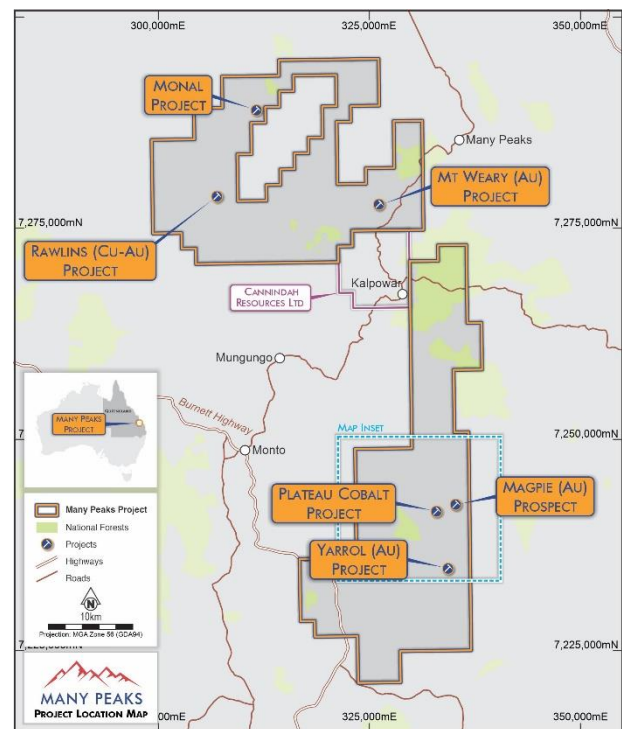 300,000mE
325,000mE
350,000mE
MONAL
PROJECT
Many Peaks
MT WEARY (AU)
PROJECT
7,275,000mN
7,275,000mN
RAWLINS (CU-AU)
PROJECT
CANNINDAH
RESOURCES LTD
Kalpowar
Mungungo
Burnett Highway
MANY PEAKS
PROJECT
MAP INSET
7,250,000mN
Monto
PLATEAU COBALT
PROJECT
MAGPIE (AU)
PROSPECT
YARROL (AU)
PROJECT
Many Peaks Project
National Forests
Projects
Highways
Roads
N
10km
Projection: MGA Zone 56 (GDA94)
7,225,000mN
7,225,000mN
MANY PEAKS
PROJECT LOCATION MAP
325,000mE
350,000mE